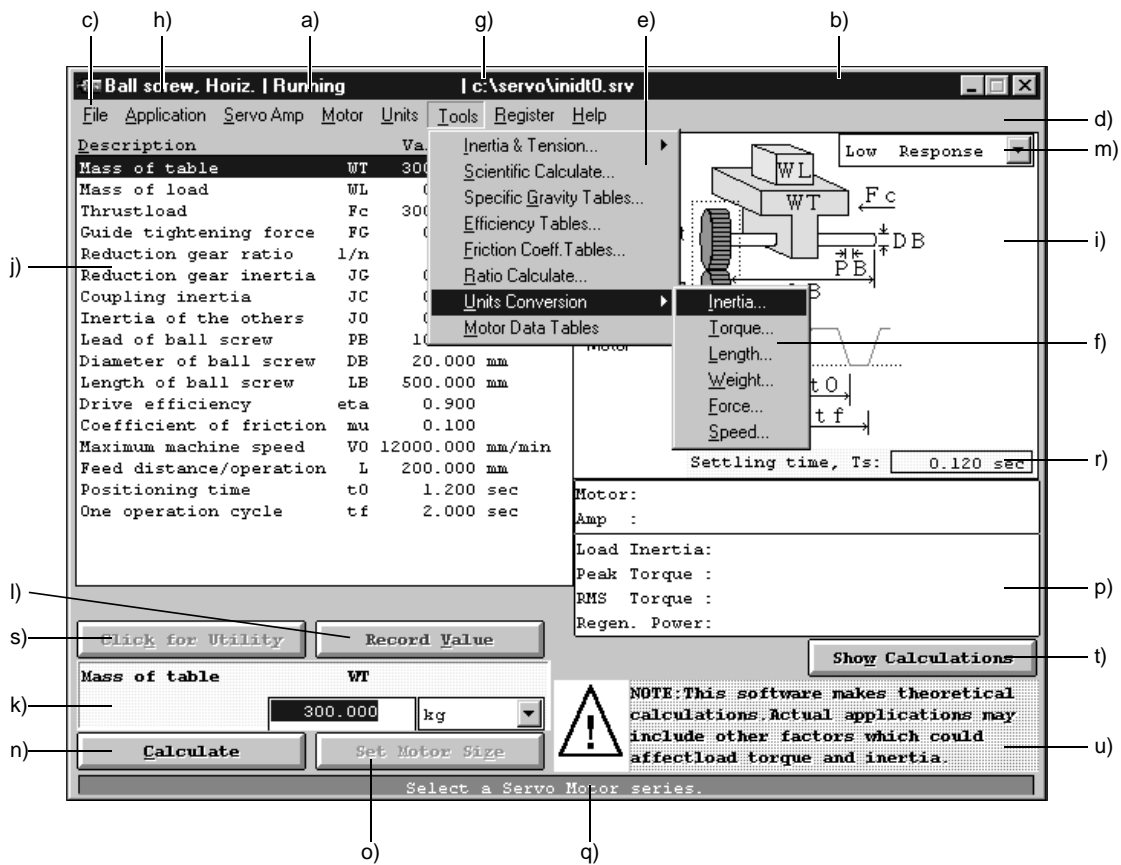 c) h) a) g) e) b)
Ball screw, Horiz. | Running | c:\servo\inidt0.srv
File Application Servo Amp Motor Units Tools Register Help
d)
m)
Description Va
Inertia & Tension...
Scientific Calculate...
Specific Gravity Tables...
Efficiency Tables...
Friction Coeff.Tables...
Ratio Calculate...
Units Conversion
Motor Data Tables
Inertia...
Torque...
Length...
Weight...
Force...
Speed...
f)
Low Response
WL
WT
Fc
DB
PB
B
i)
Motor
t0
tf
Settling time, Ts: 0.120 sec
r)
j)
Mass of table WT 300
Mass of load WL
Thrustload Fc 300
Guide tightening force FG
Reduction gear ratio 1/n
Reduction gear inertia JG
Coupling inertia JC
Inertia of the others JO
Lead of ball screw PB 10
Diameter of ball screw DB 20.000 mm
Length of ball screw LB 500.000 mm
Drive efficiency eta 0.900
Coefficient of friction mu 0.100
Maximum machine speed V0 12000.000 mm/min
Feed distance/operation L 200.000 mm
Positioning time t0 1.200 sec
One operation cycle tf 2.000 sec
Motor:
Amp :
Load Inertia:
Peak Torque :
RMS Torque :
Regen. Power:
p)
l)
s)
Click for Utility Record Value
Show Calculations
t)
Mass of table WT
k)
300.000 kg
n)
Calculate Set Motor Size
NOTE:This software makes theoretical
calculations.Actual applications may
include other factors which could
affectload torque and inertia.
u)
Select a Servo Motor series.
o) q)